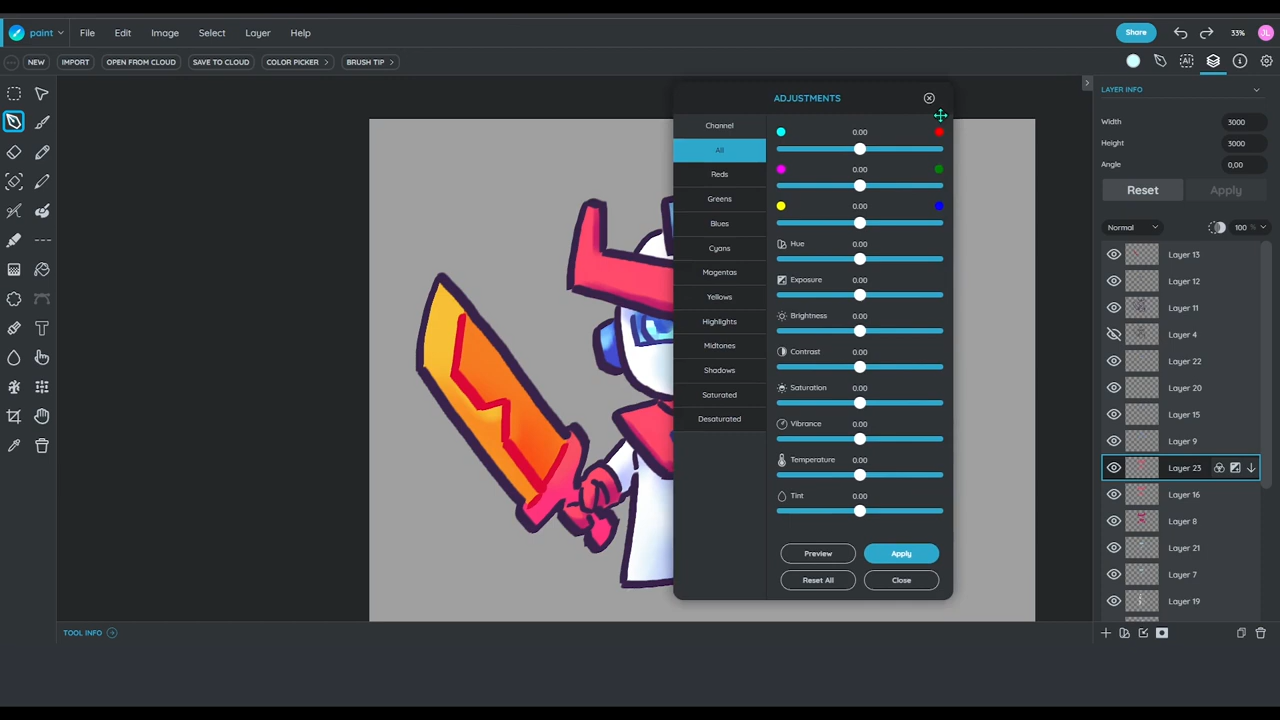 paint File Edit Image Select Layer Help Share 33% JL
NEW IMPORT OPEN FROM CLOUD SAVE TO CLOUD COLOR PICKER BRUSH TIP AI
ADJUSTMENTS
Channel
All
Reds
Greens
Blues
Cyans
Magentas
Yellows
Highlights
Midtones
Shadows
Saturated
Desaturated
0.00
0.00
0.00
Hue 0.00
Exposure 0.00
Brightness 0.00
Contrast 0.00
Saturation 0.00
Vibrance 0.00
Temperature 0.00
Tint 0.00
Preview Apply
Reset All Close
LAYER INFO
Width 3000
Height 3000
Angle 0,00
Reset Apply
Normal 100 %
Layer 13
Layer 12
Layer 11
Layer 4
Layer 22
Layer 20
Layer 15
Layer 9
Layer 23
Layer 16
Layer 8
Layer 21
Layer 7
Layer 19
TOOL INFO